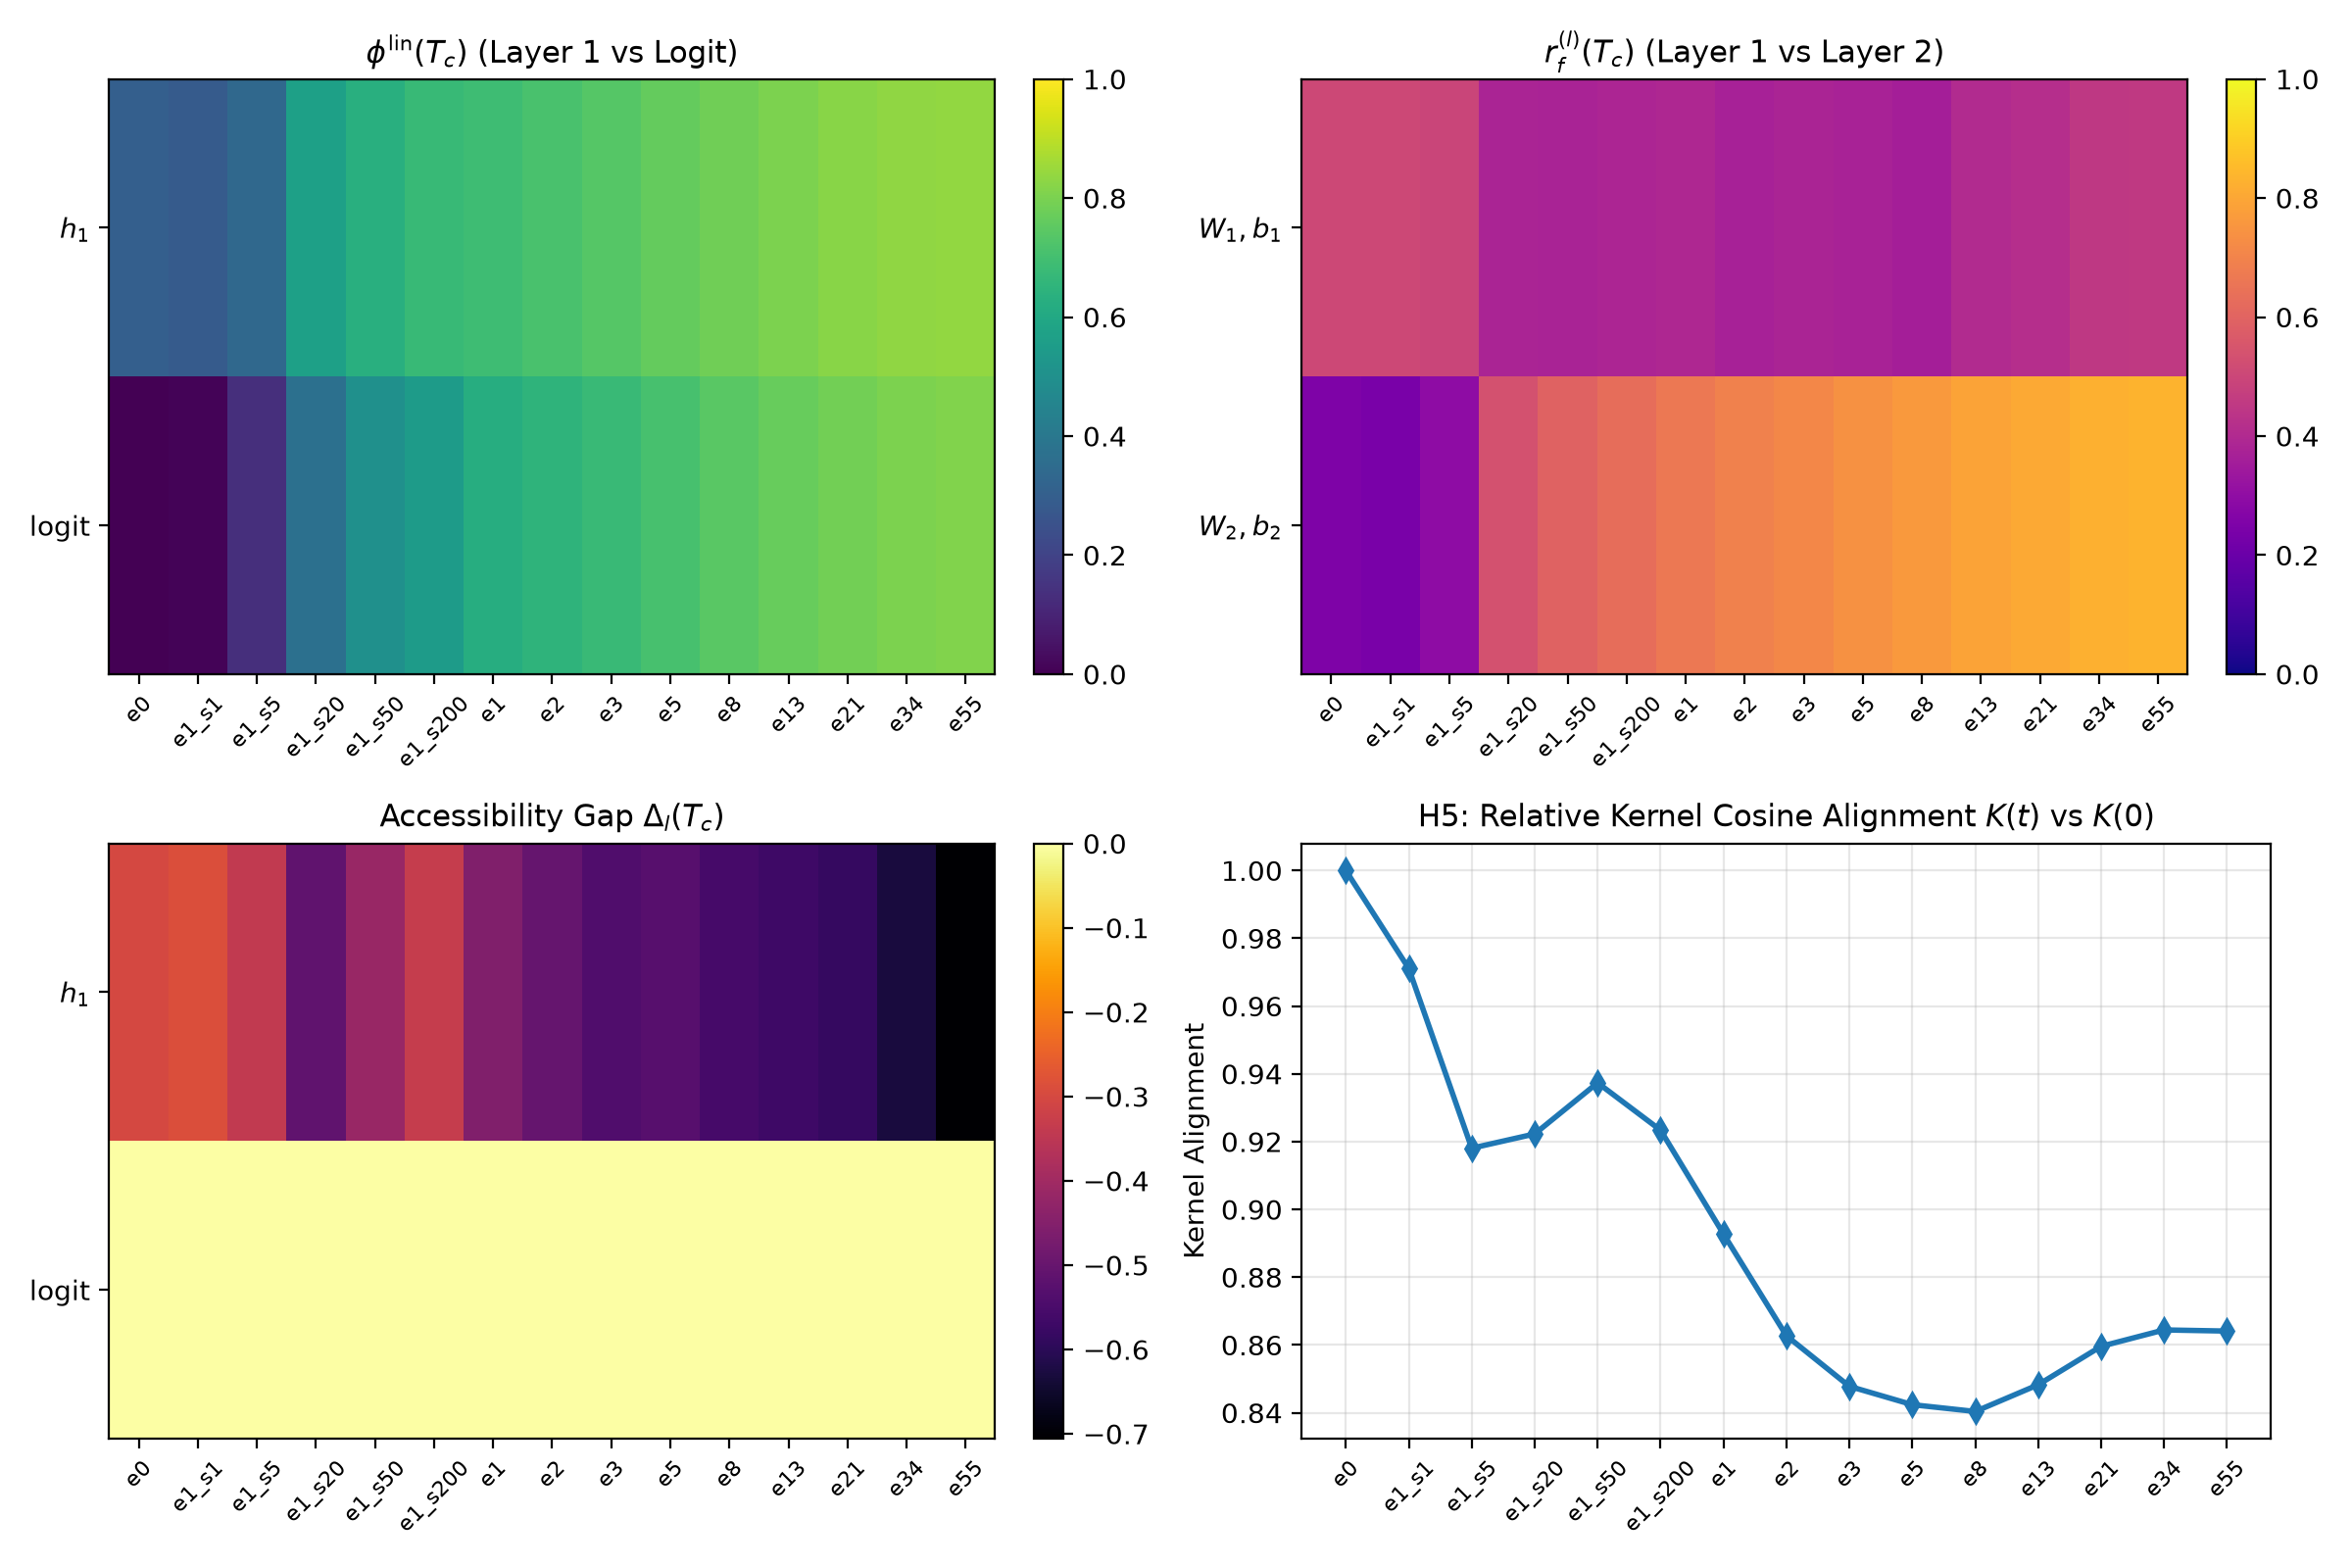 ϕ^lin(T_c) (Layer 1 vs Logit)
h_1
logit
1.0
0.8
0.6
0.4
0.2
0.0
e0
e1_s1
e1_s5
e1_s20
e1_s50
e1_s200
e1
e2
e3
e5
e8
e13
e21
e34
e55
r_f^(l)(T_c) (Layer 1 vs Layer 2)
W_1, b_1
W_2, b_2
1.0
0.8
0.6
0.4
0.2
0.0
e0
e1_s1
e1_s5
e1_s20
e1_s50
e1_s200
e1
e2
e3
e5
e8
e13
e21
e34
e55
Accessibility Gap Δ_l(T_c)
h_1
logit
0.0
−0.1
−0.2
−0.3
−0.4
−0.5
−0.6
−0.7
e0
e1_s1
e1_s5
e1_s20
e1_s50
e1_s200
e1
e2
e3
e5
e8
e13
e21
e34
e55
H5: Relative Kernel Cosine Alignment K(t) vs K(0)
Kernel Alignment
1.00
0.98
0.96
0.94
0.92
0.90
0.88
0.86
0.84
e0
e1_s1
e1_s5
e1_s20
e1_s50
e1_s200
e1
e2
e3
e5
e8
e13
e21
e34
e55